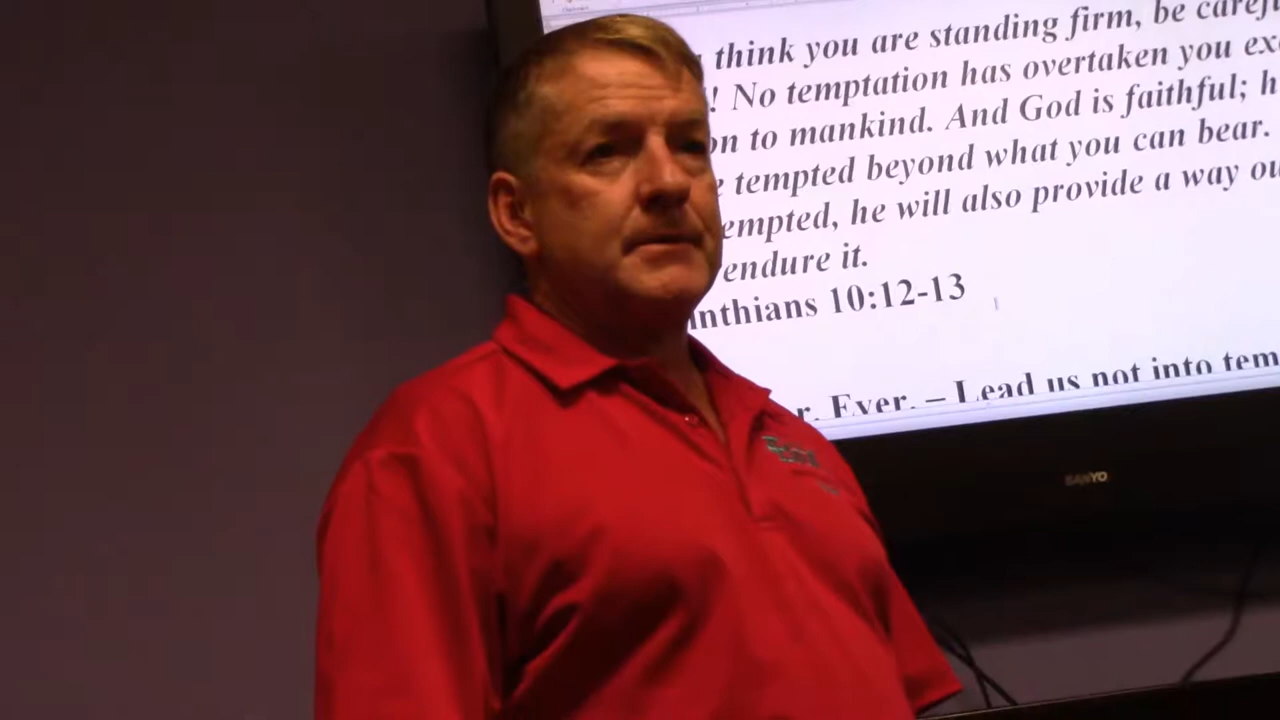 think you are standing firm, be caref
! No temptation has overtaken you ex
on to mankind. And God is faithful; h
tempted beyond what you can bear.
empted, he will also provide a way ou
endure it.
inthians 10:12-13
r. Ever. – Lead us not into tem
SANYO